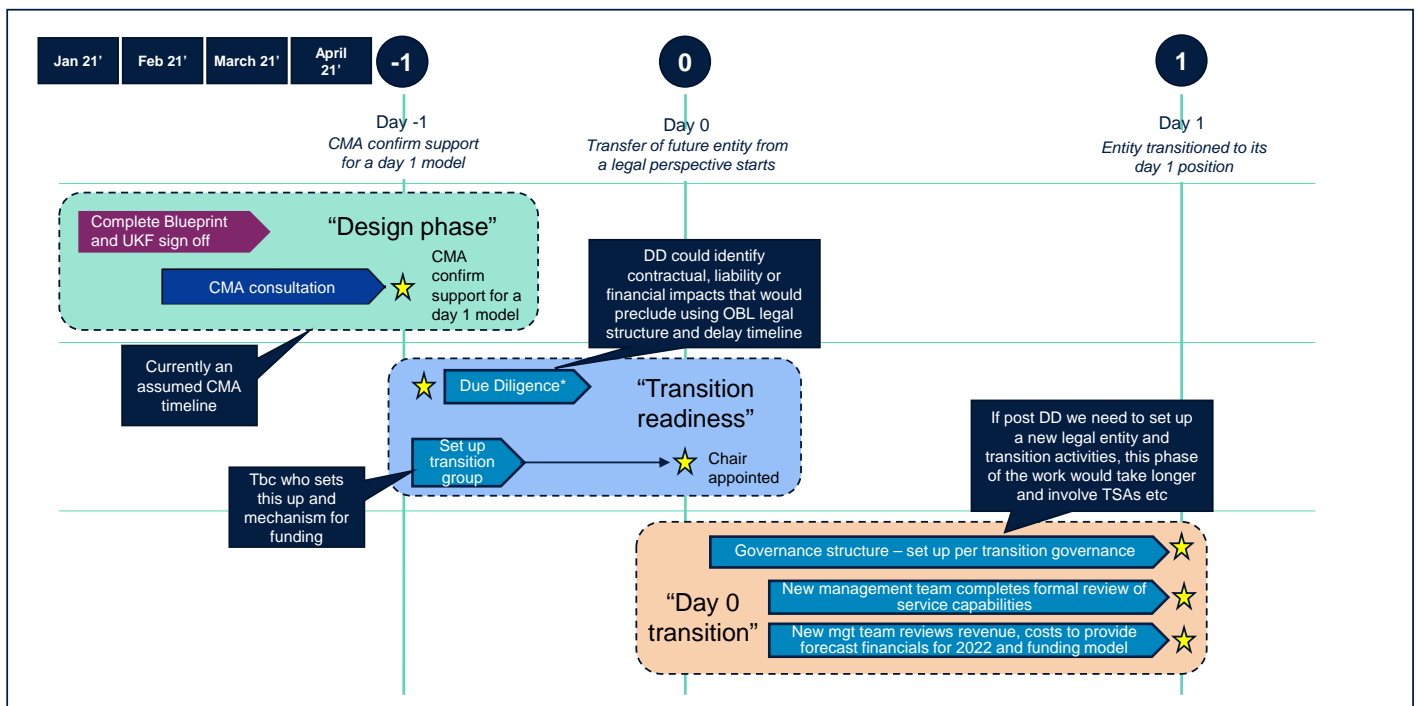 Jan 21’
Feb 21’
March 21’
April
21’
-1
0
1
Day -1
CMA confirm support
for a day 1 model
Day 0
Transfer of future entity from
a legal perspective starts
Day 1
Entity transitioned to its
day 1 position
Complete Blueprint
and UKF sign off
“Design phase”
CMA consultation
CMA
confirm
support for a
day 1 model
DD could identify
contractual, liability or
financial impacts that would
preclude using OBL legal
structure and delay timeline
Currently an
assumed CMA
timeline
Due Diligence*
“Transition
readiness”
Set up
transition
group
Chair
appointed
Tbc who sets
this up and
mechanism for
funding
If post DD we need to set up
a new legal entity and
transition activities, this phase
of the work would take longer
and involve TSAs etc
“Day 0
transition”
Governance structure – set up per transition governance
New management team completes formal review of
service capabilities
New mgt team reviews revenue, costs to provide
forecast financials for 2022 and funding model